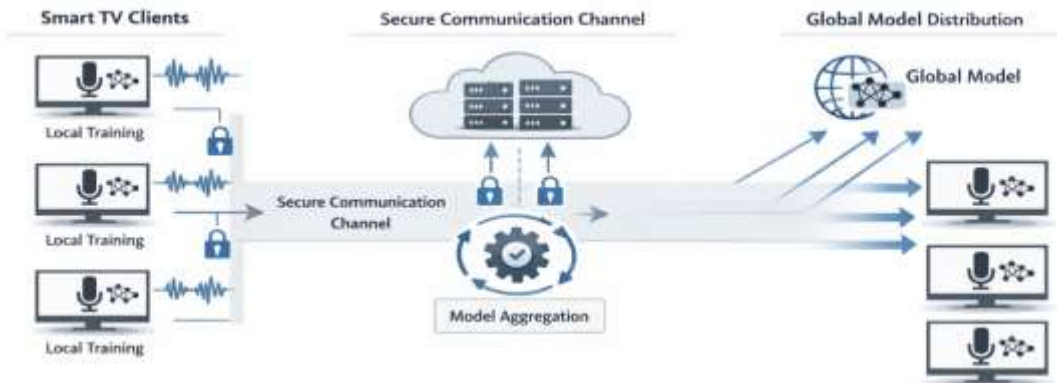 Smart TV Clients
Secure Communication Channel
Global Model Distribution
Global Model
Local Training
Local Training
Secure Communication
Channel
Model Aggregation
Local Training